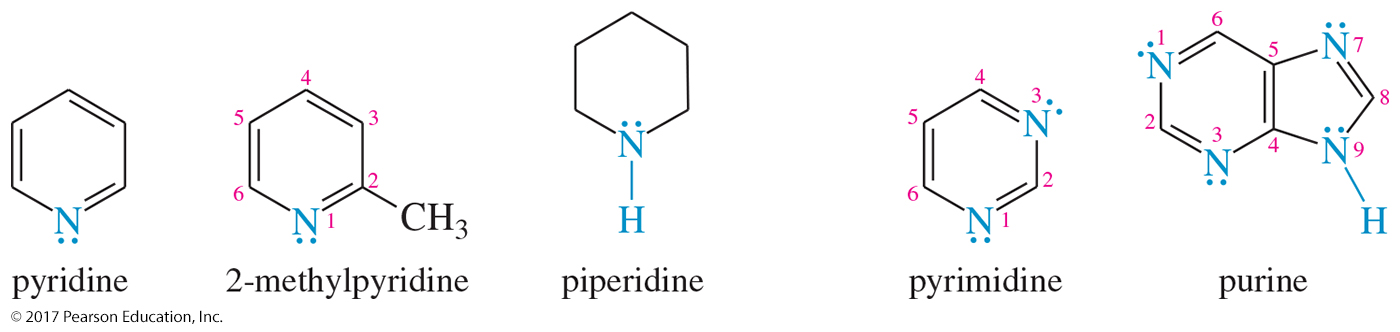 N
pyridine
4
5
3
6
2
N
1
CH3
2-methylpyridine
N
H
piperidine
4
3
5
N
6
2
N
1
pyrimidine
6
1
5
N
7
N
8
2
3
4
N
9
N
H
purine
© 2017 Pearson Education, Inc.